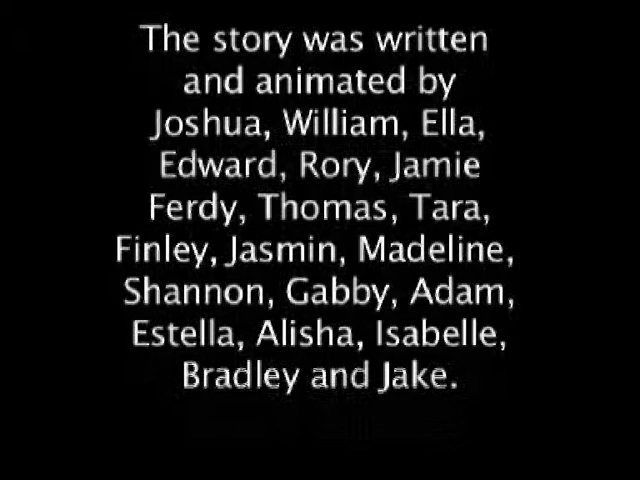 The story was written
and animated by
Joshua, William, Ella,
Edward, Rory, Jamie
Ferdy, Thomas, Tara,
Finley, Jasmin, Madeline,
Shannon, Gabby, Adam,
Estella, Alisha, Isabelle,
Bradley and Jake.